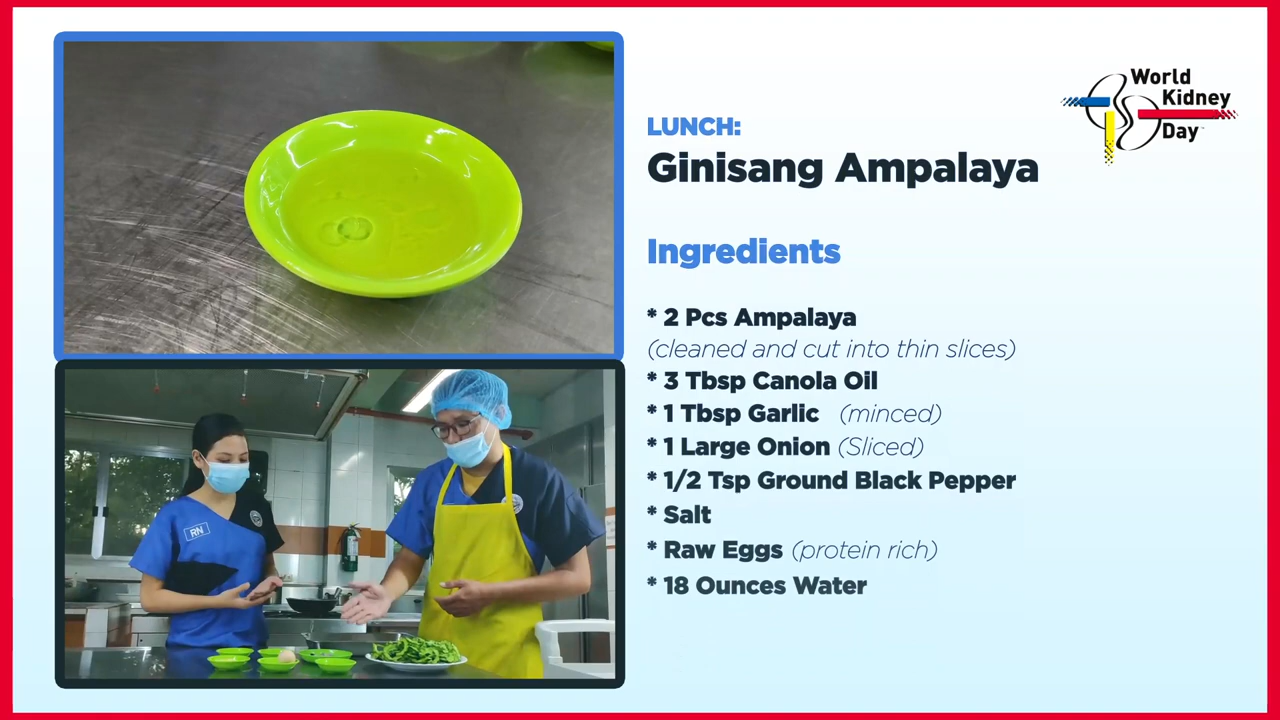 World
Kidney
Day
LUNCH:
Ginisang Ampalaya
Ingredients
* 2 Pcs Ampalaya
(cleaned and cut into thin slices)
* 3 Tbsp Canola Oil
* 1 Tbsp Garlic (minced)
* 1 Large Onion (Sliced)
* 1/2 Tsp Ground Black Pepper
* Salt
* Raw Eggs (protein rich)
* 18 Ounces Water
RN